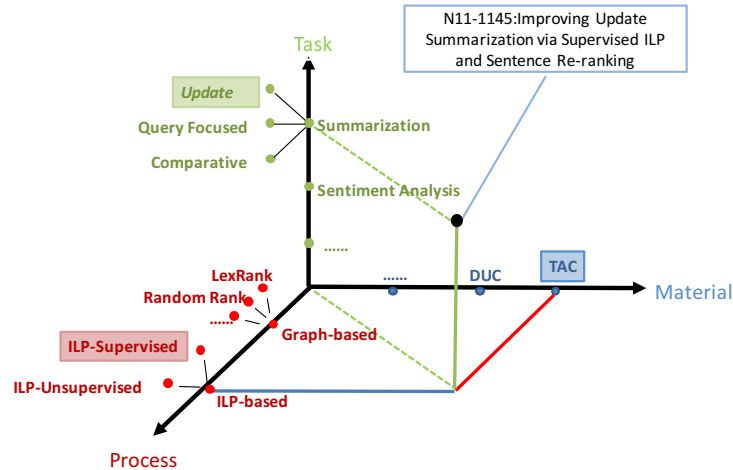 N11-1145:Improving Update
Summarization via Supervised ILP
and Sentence Re-ranking
Task
Update
Query Focused
Summarization
Comparative
Sentiment Analysis
......
LexRank
......
DUC
TAC
Material
Random Rank
......
Graph-based
ILP-Supervised
ILP-Unsupervised
ILP-based
Process